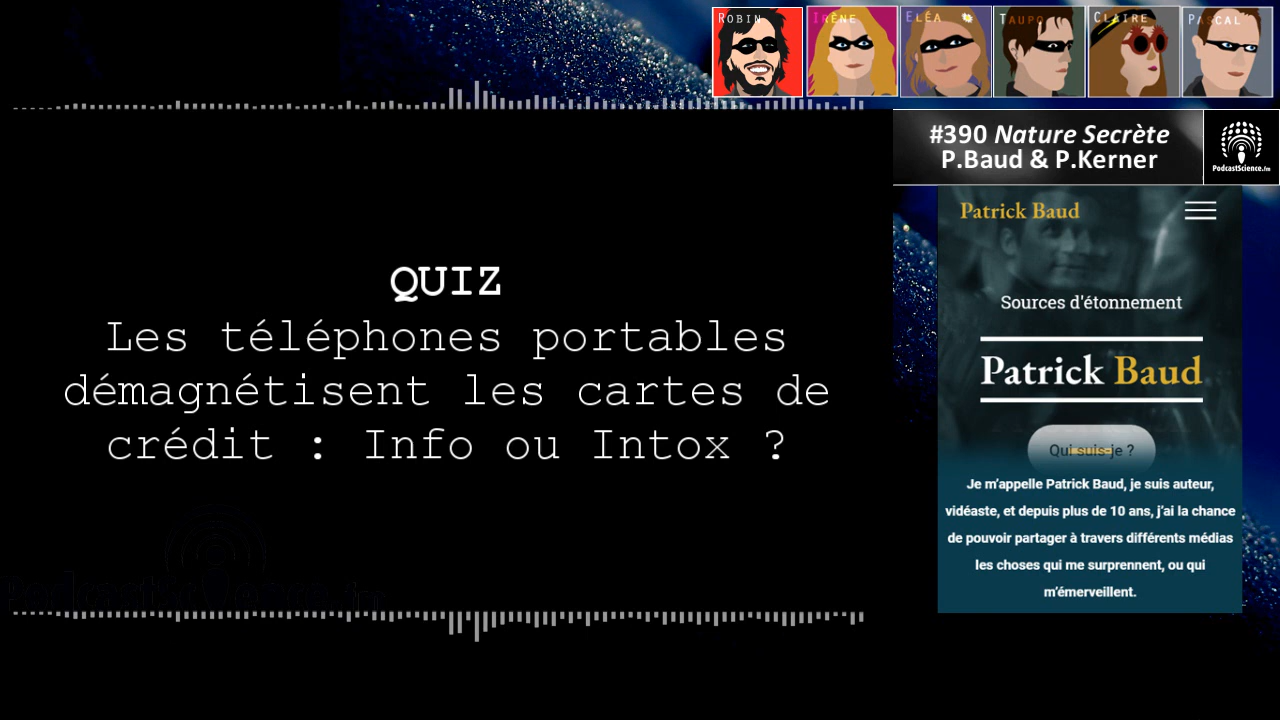 ROBIN
IRÈNE
ELÉA
TAUPO
CLAIRE
PASCAL
#390 Nature Secrète
P.Baud & P.Kerner
PodcastScience.fm
QUIZ
Les téléphones portables
démagnétisent les cartes de
crédit : Info ou Intox ?
Patrick Baud
Sources d'étonnement
Patrick Baud
Qui suis-je ?
Je m'appelle Patrick Baud, je suis auteur,
vidéaste, et depuis plus de 10 ans, j'ai la chance
de pouvoir partager à travers différents médias
les choses qui me surprennent, ou qui
m'émerveillent.
PodcastScience.fm